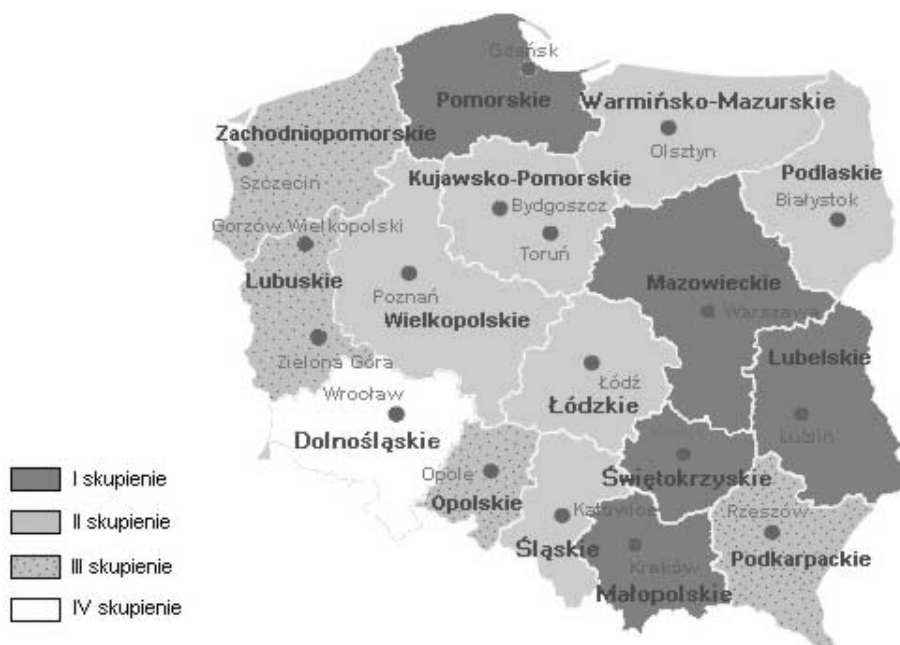 Gdańsk
Pomorskie
Warmińsko-Mazurskie
Olsztyn
Zachodniopomorskie
Szczecin
Kujawsko-Pomorskie
Bydgoszcz
Toruń
Podlaskie
Białystok
Gorzów Wielkopolski
Lubuskie
Zielona Góra
Poznań
Wielkopolskie
Mazowieckie
Warszawa
Łódź
Łódzkie
Lubelskie
Lublin
Wrocław
Dolnośląskie
Opole
Opolskie
Świętokrzyskie
Katowice
Śląskie
Kraków
Małopolskie
Rzeszów
Podkarpackie
I skupienie
II skupienie
III skupienie
IV skupienie